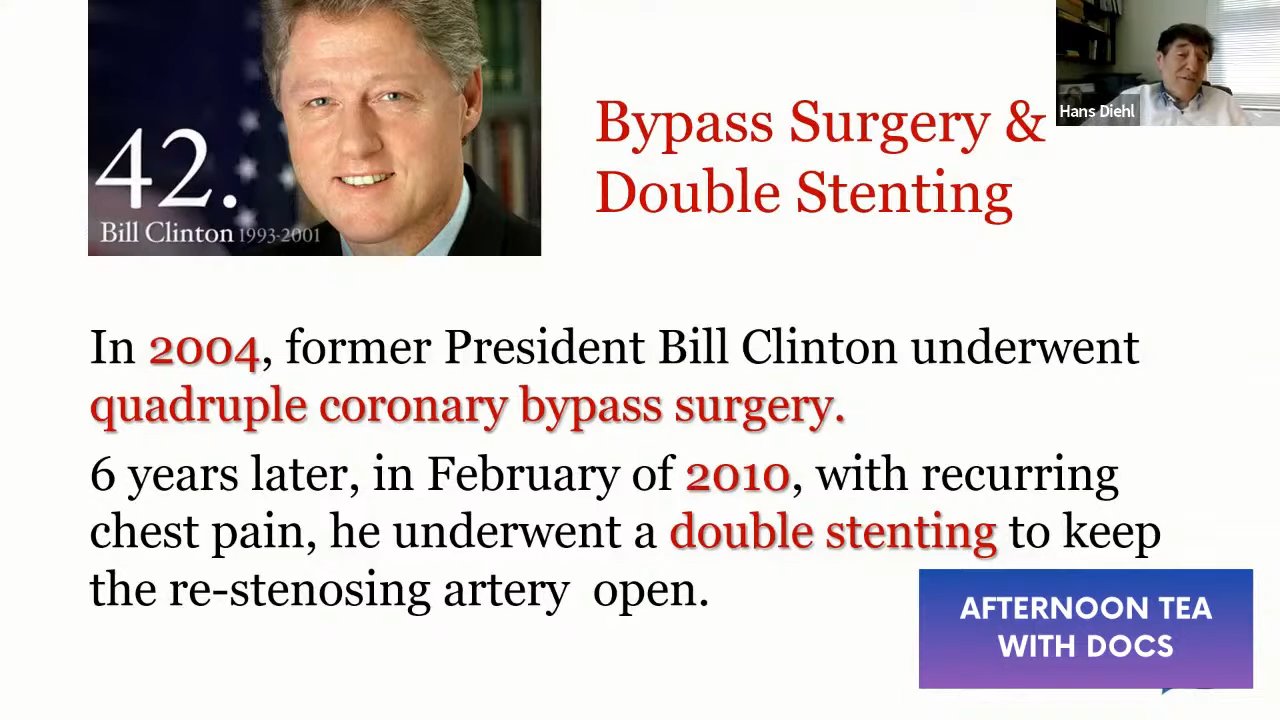 42.
Bill Clinton 1993-2001
Bypass Surgery &
Double Stenting
Hans Diehl
In 2004, former President Bill Clinton underwent
quadruple coronary bypass surgery.
6 years later, in February of 2010, with recurring
chest pain, he underwent a double stenting to keep
the re-stenosing artery  open.
AFTERNOON TEA
WITH DOCS